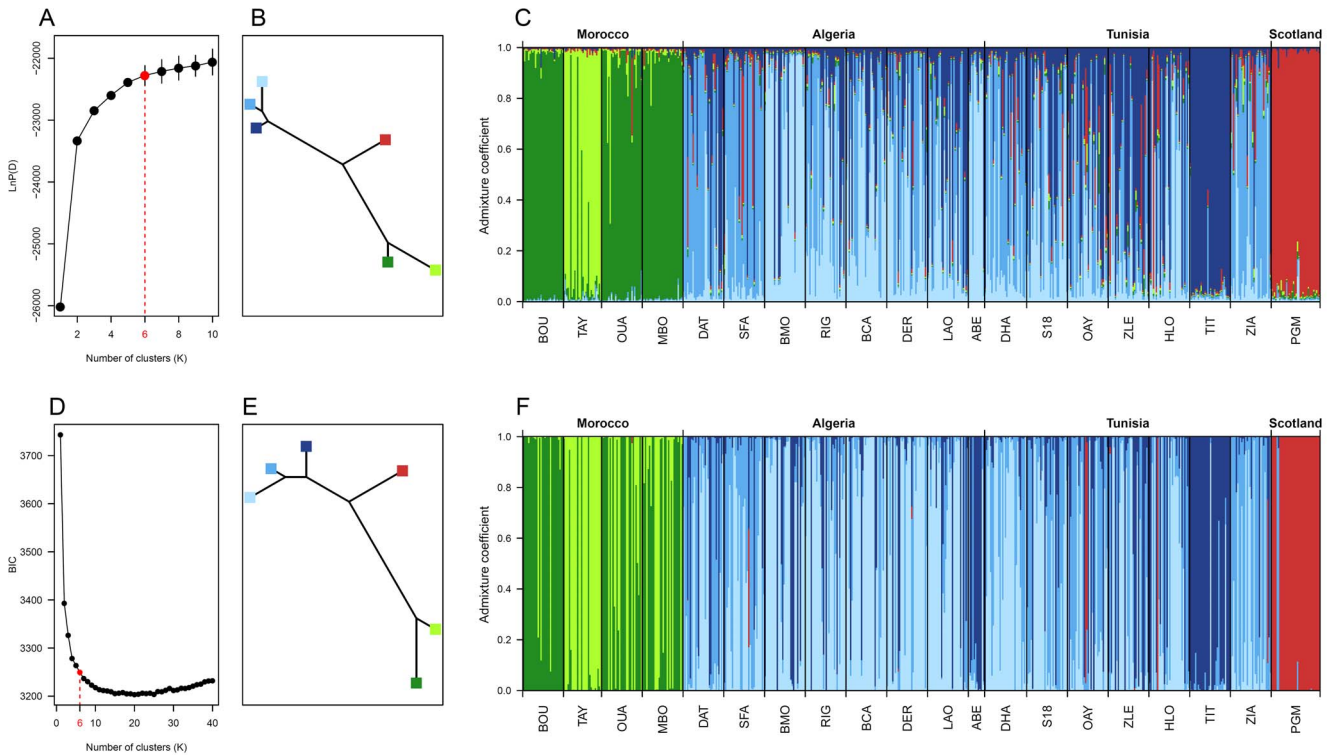 A
B
C
Morocco
Algeria
Tunisia
Scotland
LnP(D)
-22000
-23000
-24000
-25000
-26000
2
4
6
8
10
Number of clusters (K)
Admixture coefficient
1.0
0.8
0.6
0.4
0.2
0.0
BOU
TAY
OUA
MBO
DAT
SFA
BMO
RIG
BCA
DER
LAO
ABE
DHA
S18
OAY
ZLE
HLO
TIT
ZIA
PGM
D
E
F
Morocco
Algeria
Tunisia
Scotland
BIC
3700
3600
3500
3400
3300
3200
0
6
10
20
30
40
Number of clusters (K)
Admixture coefficient
1.0
0.8
0.6
0.4
0.2
0.0
BOU
TAY
OUA
MBO
DAT
SFA
BMO
RIG
BCA
DER
LAO
ABE
DHA
S18
OAY
ZLE
HLO
TIT
ZIA
PGM